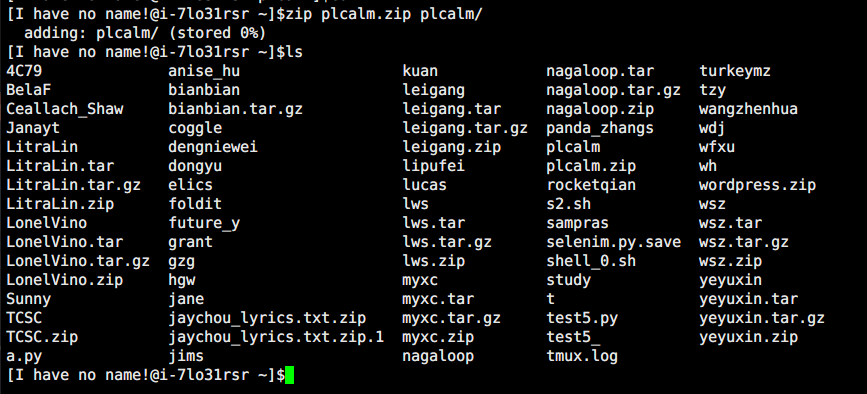 [I have no name!@i-7lo31rsr ~]$zip plcalm.zip plcalm/
  adding: plcalm/ (stored 0%)
[I have no name!@i-7lo31rsr ~]$ls
4C79 anise_hu kuan nagaloop.tar turkeymz
BelaF bianbian leigang nagaloop.tar.gz tzy
Ceallach_Shaw bianbian.tar.gz leigang.tar nagaloop.zip wangzhenhua
Janayt coggle leigang.tar.gz panda_zhangs wdj
LitraLin dengniewei leigang.zip plcalm wfxu
LitraLin.tar dongyu lipufei plcalm.zip wh
LitraLin.tar.gz elics lucas rocketqian wordpress.zip
LitraLin.zip foldit lws s2.sh wsz
LonelVino future_y lws.tar sampras wsz.tar
LonelVino.tar grant lws.tar.gz selenim.py.save wsz.tar.gz
LonelVino.tar.gz gzg lws.zip shell_0.sh wsz.zip
LonelVino.zip hgw myxc study yeyuxin
Sunny jane myxc.tar t yeyuxin.tar
TCSC jaychou_lyrics.txt.zip myxc.tar.gz test5.py yeyuxin.tar.gz
TCSC.zip jaychou_lyrics.txt.zip.1 myxc.zip test5_ yeyuxin.zip
a.py jims nagaloop tmux.log
[I have no name!@i-7lo31rsr ~]$